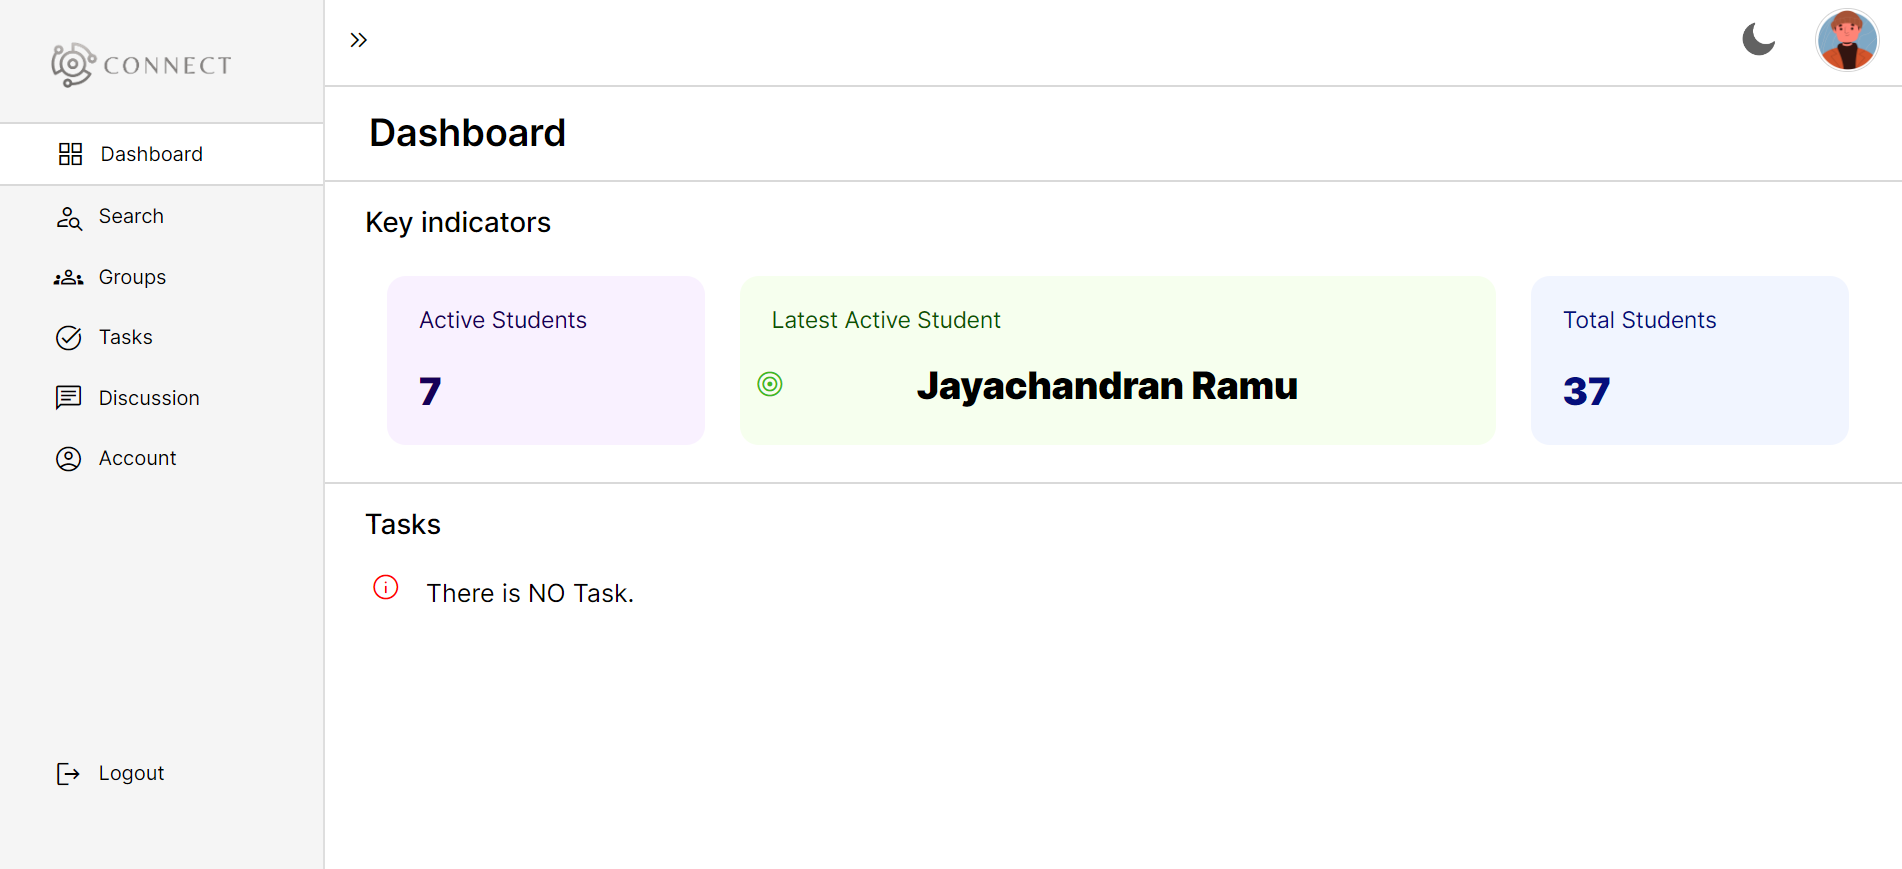 CONNECT
Dashboard
Search
Groups
Tasks
Discussion
Account
Logout
Dashboard
Key indicators
Active Students
7
Latest Active Student
Jayachandran Ramu
Total Students
37
Tasks
There is NO Task.